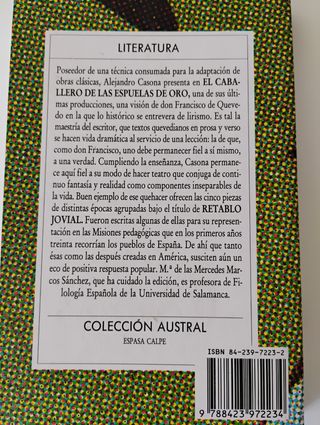 LITERATURA
Poseedor de una técnica consumada para la adaptación de
obras clásicas, Alejandro Casona presenta en EL CABA-
LLERO DE LAS ESPUELAS DE ORO, una de sus úl-
timas producciones, una visión de don Francisco de Queve-
do en la que lo histórico se entrevera de lirismo. Es tal la
maestría del escritor, que textos quevedianos en prosa y verso
se hacen vida dramática al servicio de una lección: la de que,
como don Francisco, uno debe permanecer fiel a sí mis-
mo, a una verdad. Cumpliendo la enseñanza, Casona permane-
ce aquí fiel a su modo de hacer teatro que conjuga de conti-
nuo fantasía y realidad como componentes inseparables de
la vida. Buen ejemplo de ese quehacer ofrecen las cinco piezas
de distintas épocas agrupadas bajo el título de RETABLO
JOVIAL. Fueron escritas algunas de ellas para su represen-
tación en las Misiones pedagógicas que en los primeros años
treinta recorrían los pueblos de España. De ahí que tanto
ésas como las después creadas en América, susciten aún un
eco de positiva respuesta popular. M.ª de las Mercedes Mar-
cos Sánchez, que ha cuidado la edición, es profesora de Fi-
lología Española de la Universidad de Salamanca.
COLECCIÓN AUSTRAL
ESPASA CALPE
ISBN 84-239-7223-2
9 788423 972234